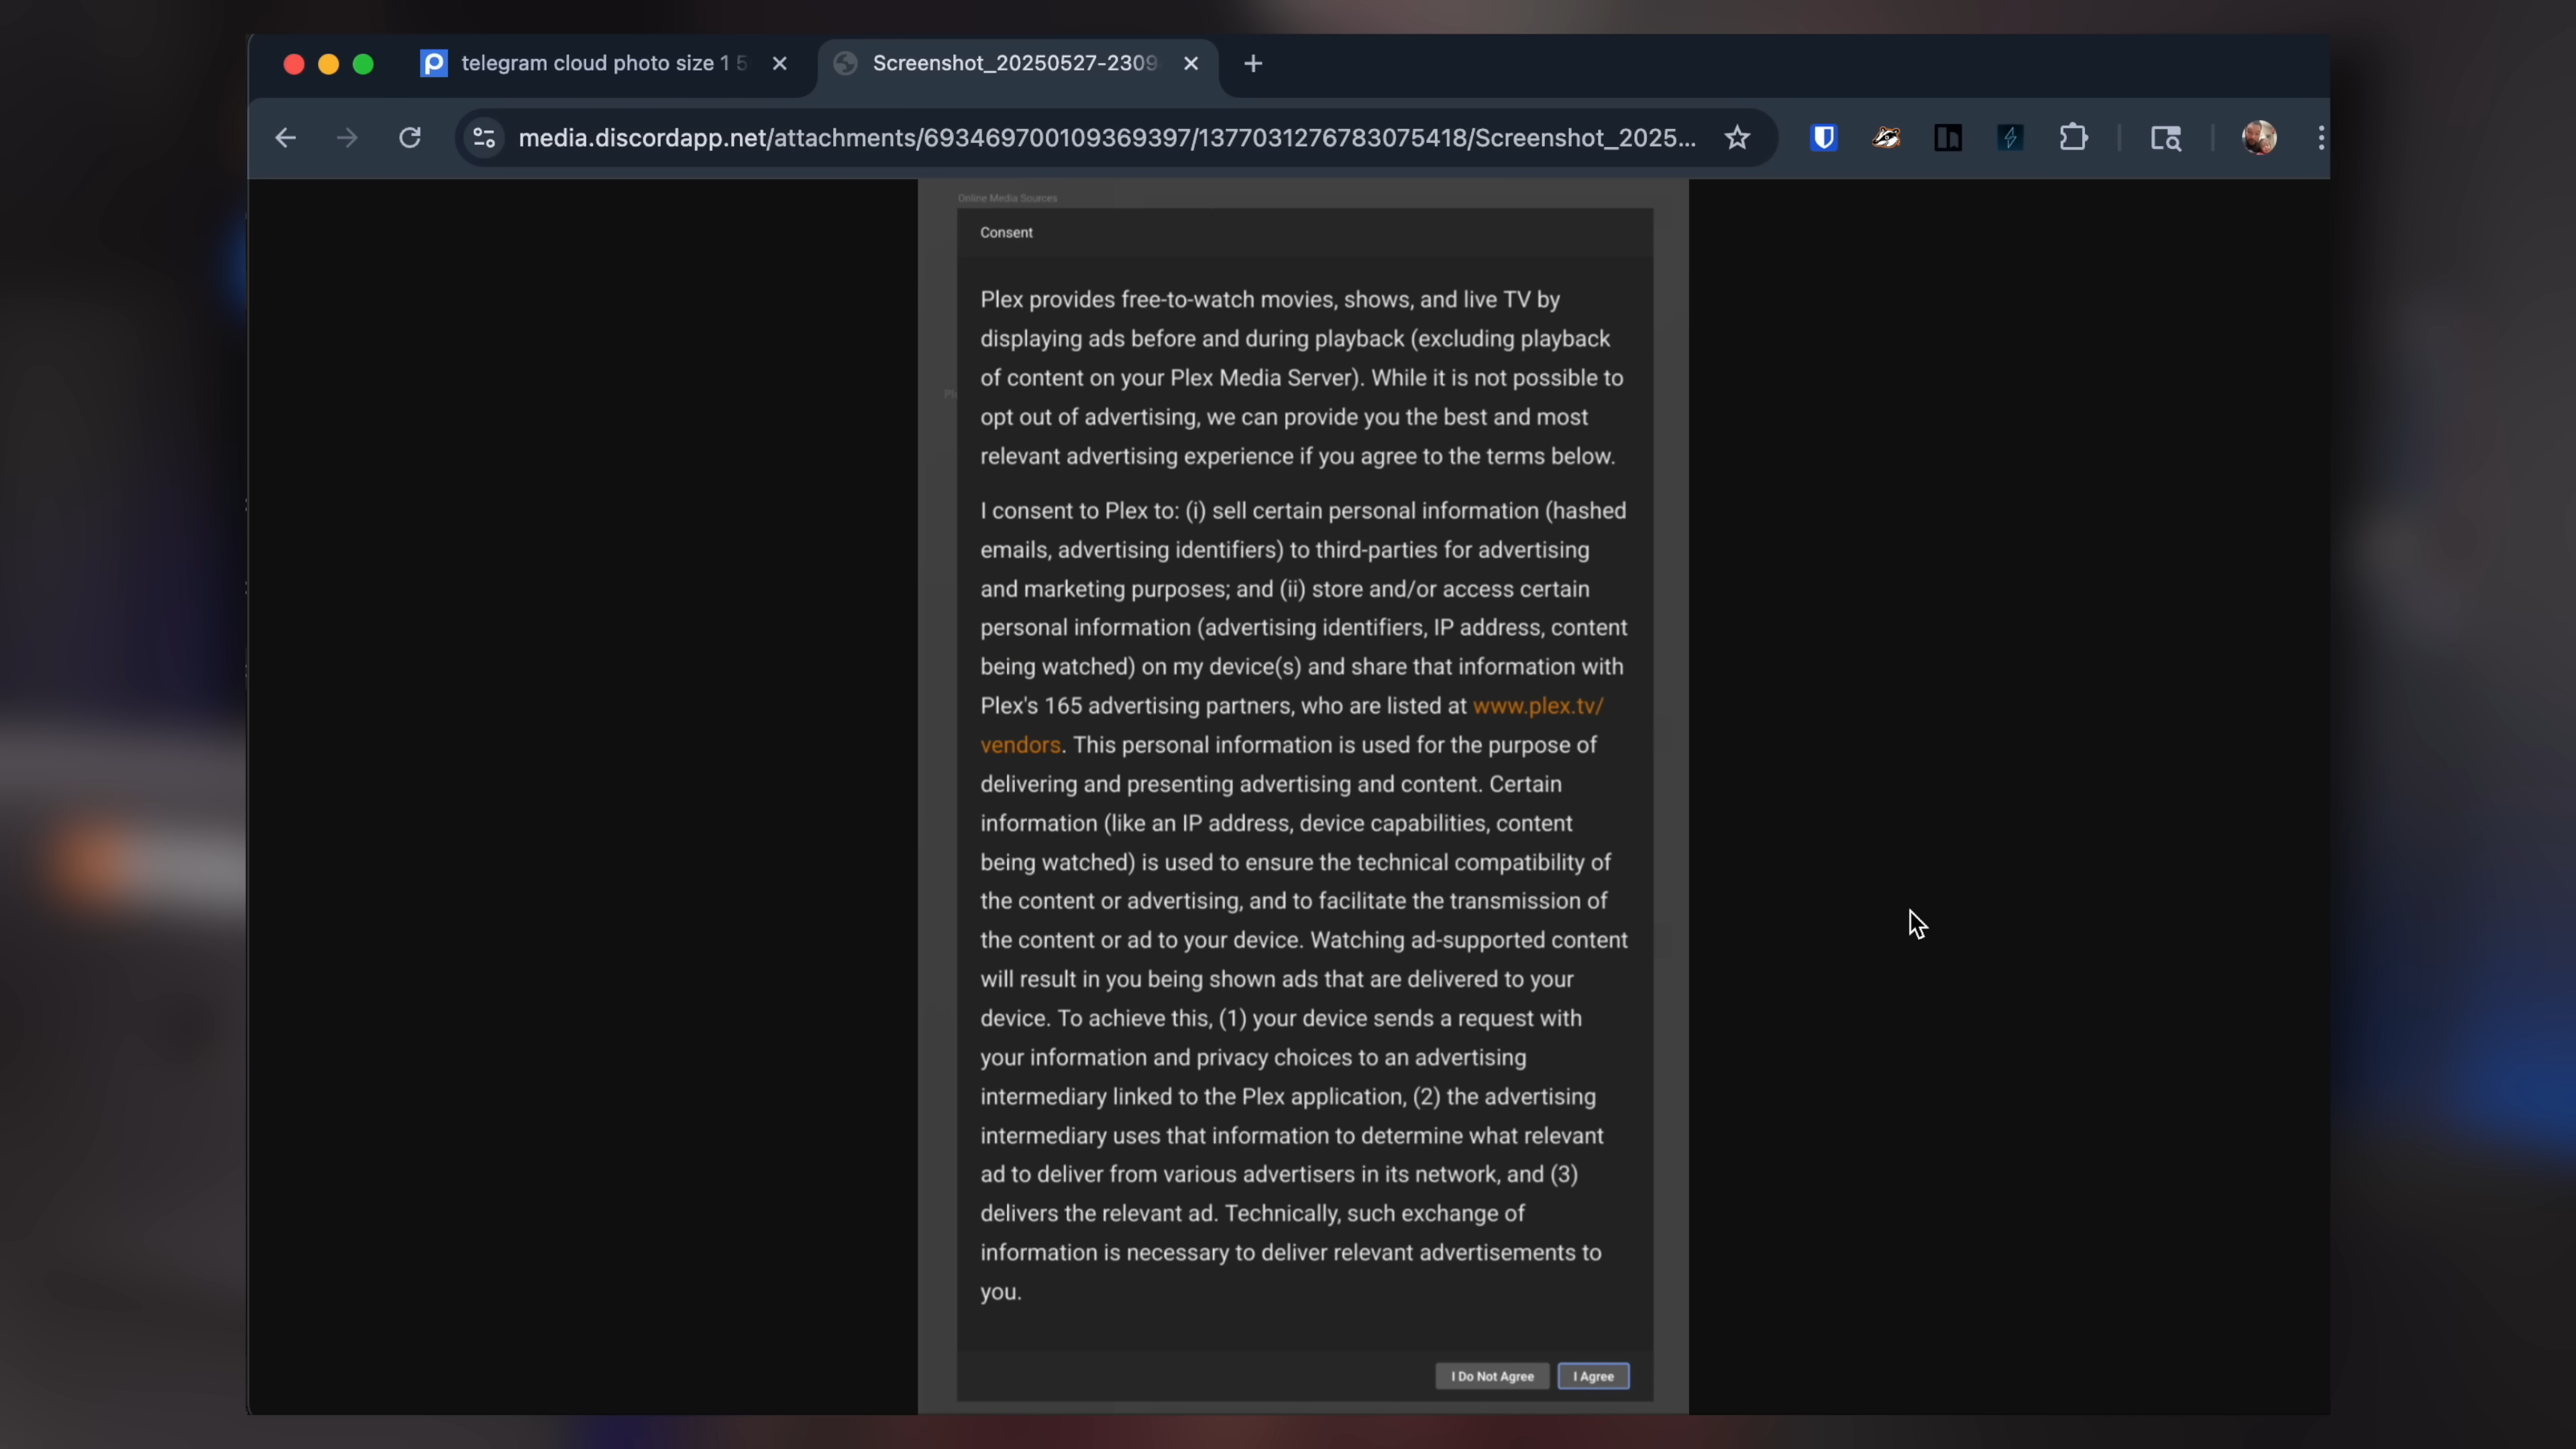 telegram cloud photo size 1 5
Screenshot_20250527-2309
media.discordapp.net/attachments/693469700109369397/1377031276783075418/Screenshot_2025...
Online Media Sources
Consent
Plex provides free-to-watch movies, shows, and live TV by
displaying ads before and during playback (excluding playback
of content on your Plex Media Server). While it is not possible to
opt out of advertising, we can provide you the best and most
relevant advertising experience if you agree to the terms below.
I consent to Plex to: (i) sell certain personal information (hashed
emails, advertising identifiers) to third-parties for advertising
and marketing purposes; and (ii) store and/or access certain
personal information (advertising identifiers, IP address, content
being watched) on my device(s) and share that information with
Plex's 165 advertising partners, who are listed at www.plex.tv/
vendors. This personal information is used for the purpose of
delivering and presenting advertising and content. Certain
information (like an IP address, device capabilities, content
being watched) is used to ensure the technical compatibility of
the content or advertising, and to facilitate the transmission of
the content or ad to your device. Watching ad-supported content
will result in you being shown ads that are delivered to your
device. To achieve this, (1) your device sends a request with
your information and privacy choices to an advertising
intermediary linked to the Plex application, (2) the advertising
intermediary uses that information to determine what relevant
ad to deliver from various advertisers in its network, and (3)
delivers the relevant ad. Technically, such exchange of
information is necessary to deliver relevant advertisements to
you.
I Do Not Agree
I Agree